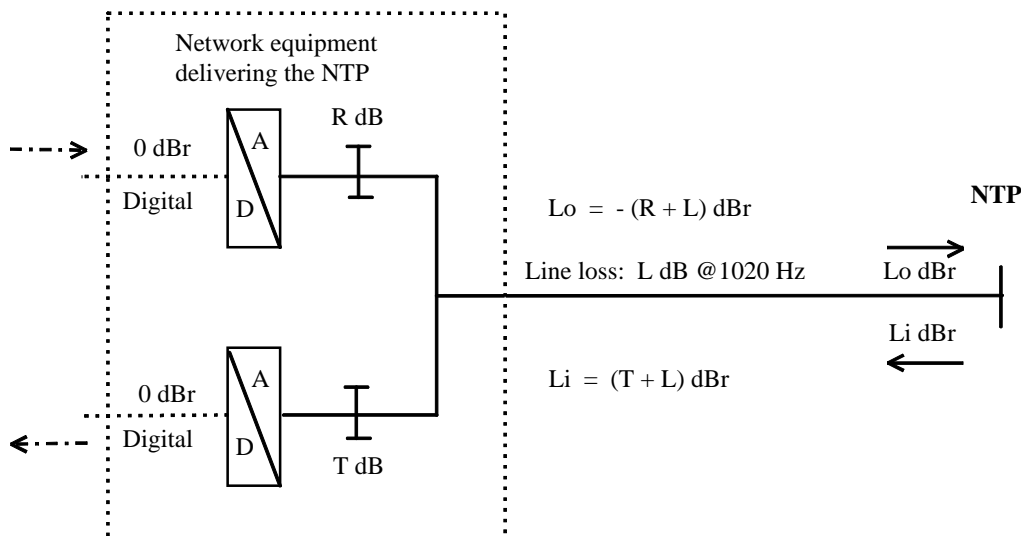 Network equipment
delivering the NTP
R dB
0 dBr
A
D
Digital
Lo = - (R + L) dBr
NTP
Line loss: L dB @1020 Hz
Lo dBr
Li dBr
0 dBr
A
D
Digital
Li = (T + L) dBr
T dB